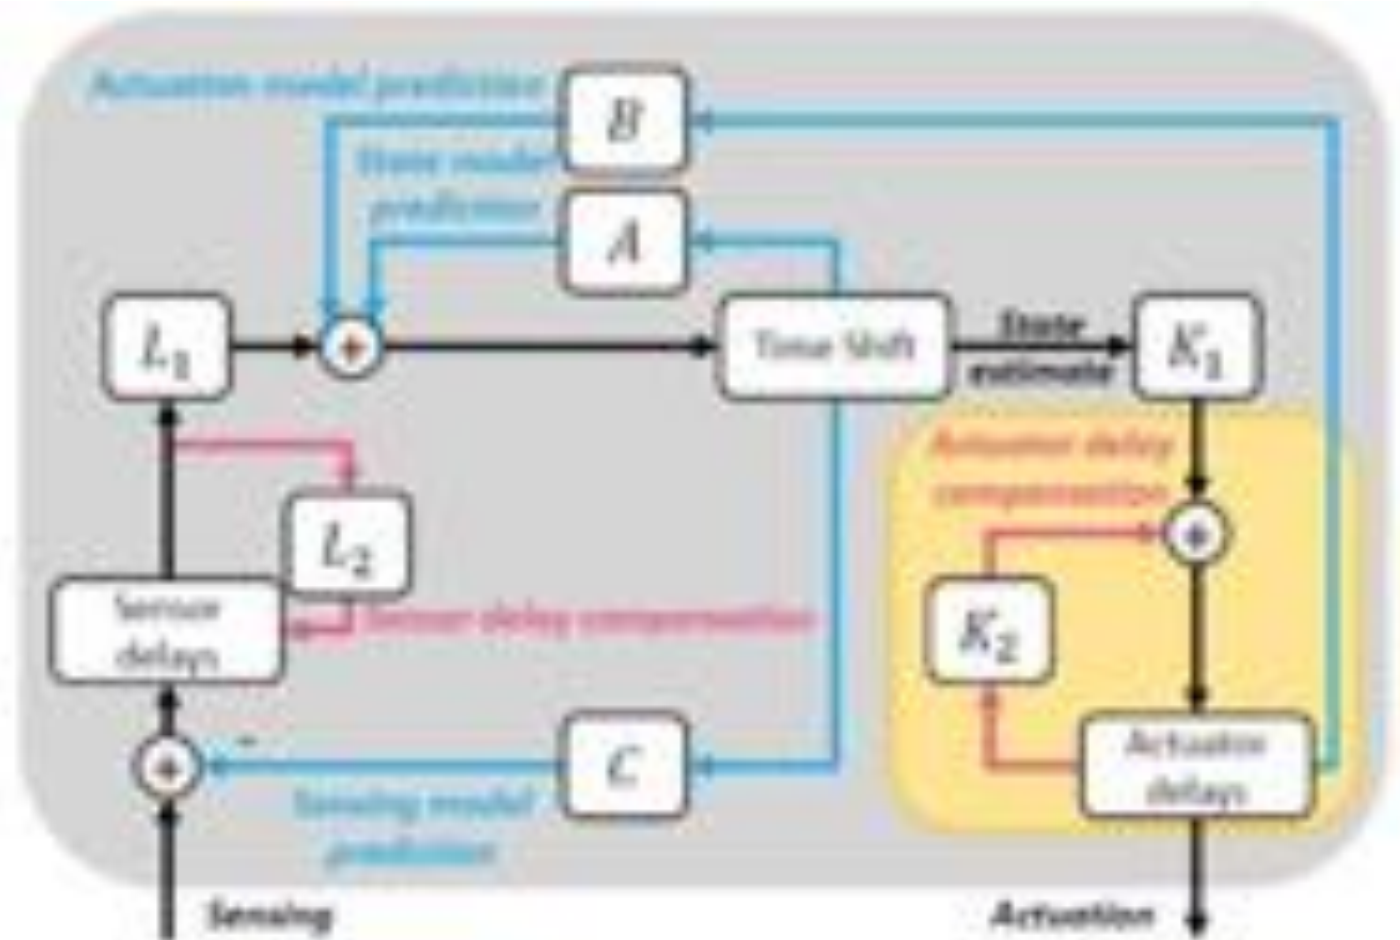 Actuation model prediction
B
State model
prediction
A
L1
+
Time Shift
State
estimate
K1
Actuator delay
compensation
+
L2
K2
Sensor
delays
Sensor delay compensation
Actuator
delays
-
+
C
Sensing model
prediction
Sensing
Actuation